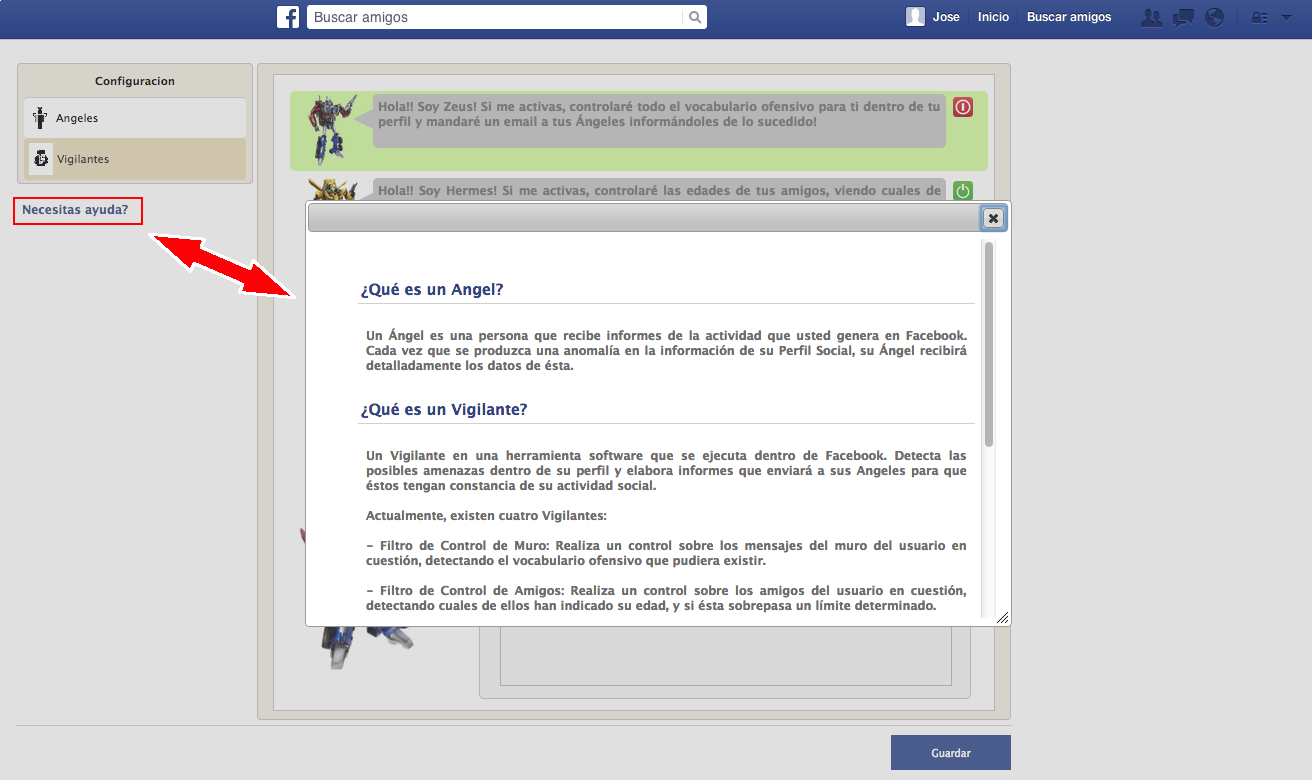 f
Buscar amigos
Jose Inicio Buscar amigos
Configuracion
Angeles
Vigilantes
Necesitas ayuda?
Hola!! Soy Zeus! Si me activas, controlaré todo el vocabulario ofensivo para ti dentro de tu
perfil y mandaré un email a tus Ángeles informándoles de lo sucedido!
Hola!! Soy Hermes! Si me activas, controlaré las edades de tus amigos, viendo cuales de
¿Qué es un Angel?
Un Ángel es una persona que recibe informes de la actividad que usted genera en Facebook.
Cada vez que se produzca una anomalía en la información de su Perfil Social, su Ángel recibirá
detalladamente los datos de ésta.
¿Qué es un Vigilante?
Un Vigilante en una herramienta software que se ejecuta dentro de Facebook. Detecta las
posibles amenazas dentro de su perfil y elabora informes que enviará a sus Angeles para que
éstos tengan constancia de su actividad social.
Actualmente, existen cuatro Vigilantes:
- Filtro de Control de Muro: Realiza un control sobre los mensajes del muro del usuario en
cuestión, detectando el vocabulario ofensivo que pudiera existir.
- Filtro de Control de Amigos: Realiza un control sobre los amigos del usuario en cuestión,
detectando cuales de ellos han indicado su edad, y si ésta sobrepasa un límite determinado.
Guardar